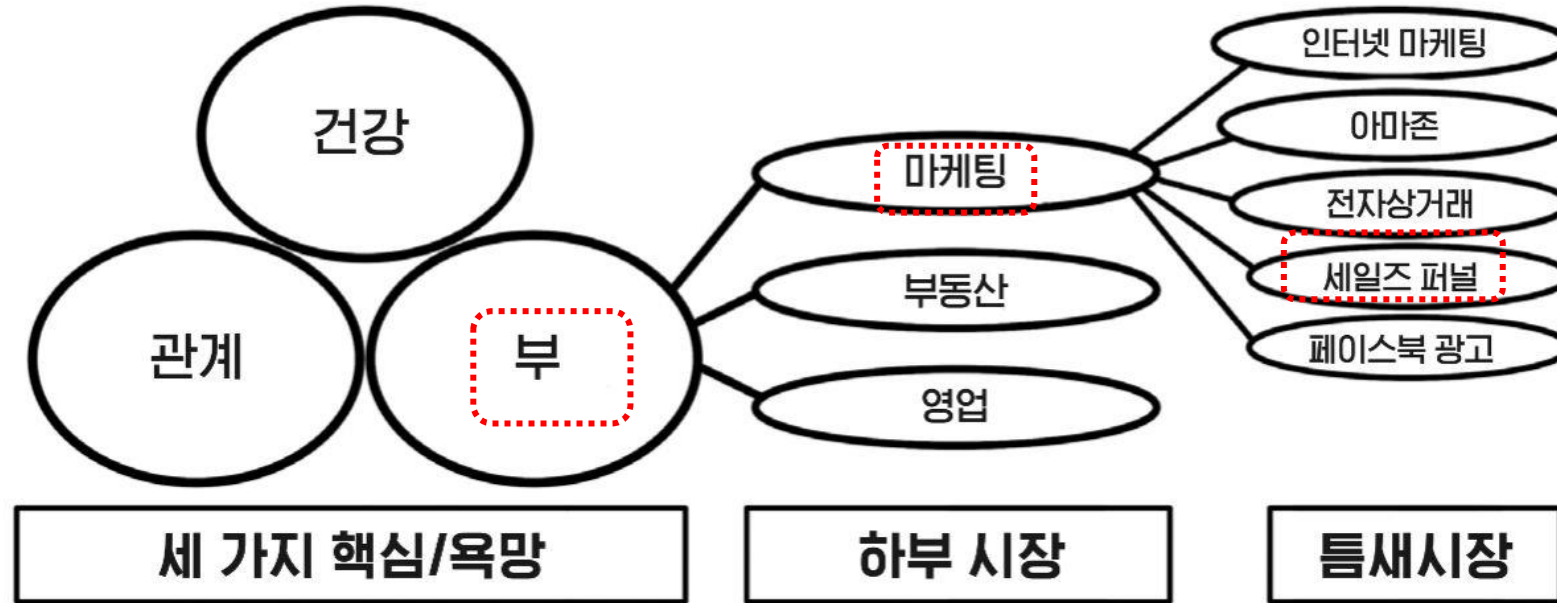 건강
관계
부
마케팅
부동산
영업
인터넷 마케팅
아마존
전자상거래
세일즈 퍼널
페이스북 광고
세 가지 핵심/욕망
하부 시장
틈새시장